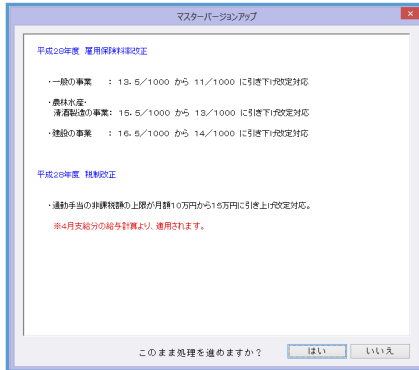 マスターバージョンアップ
平成28年度 雇用保険料率改正
・一般の事業 : 13.5/1000 から 11/1000 に引き下げ改定対応
・農林水産・
清酒製造の事業: 15.5/1000 から 13/1000 に引き下げ改定対応
・建設の事業 : 16.5/1000 から 14/1000 に引き下げ改定対応
平成28年度 税制改正
・通勤手当の非課税額の上限が月額10万円から15万円に引き上げ改定対応。
※4月支給分の給与計算より、適用されます。
このまま処理を進めますか?
はい いいえ